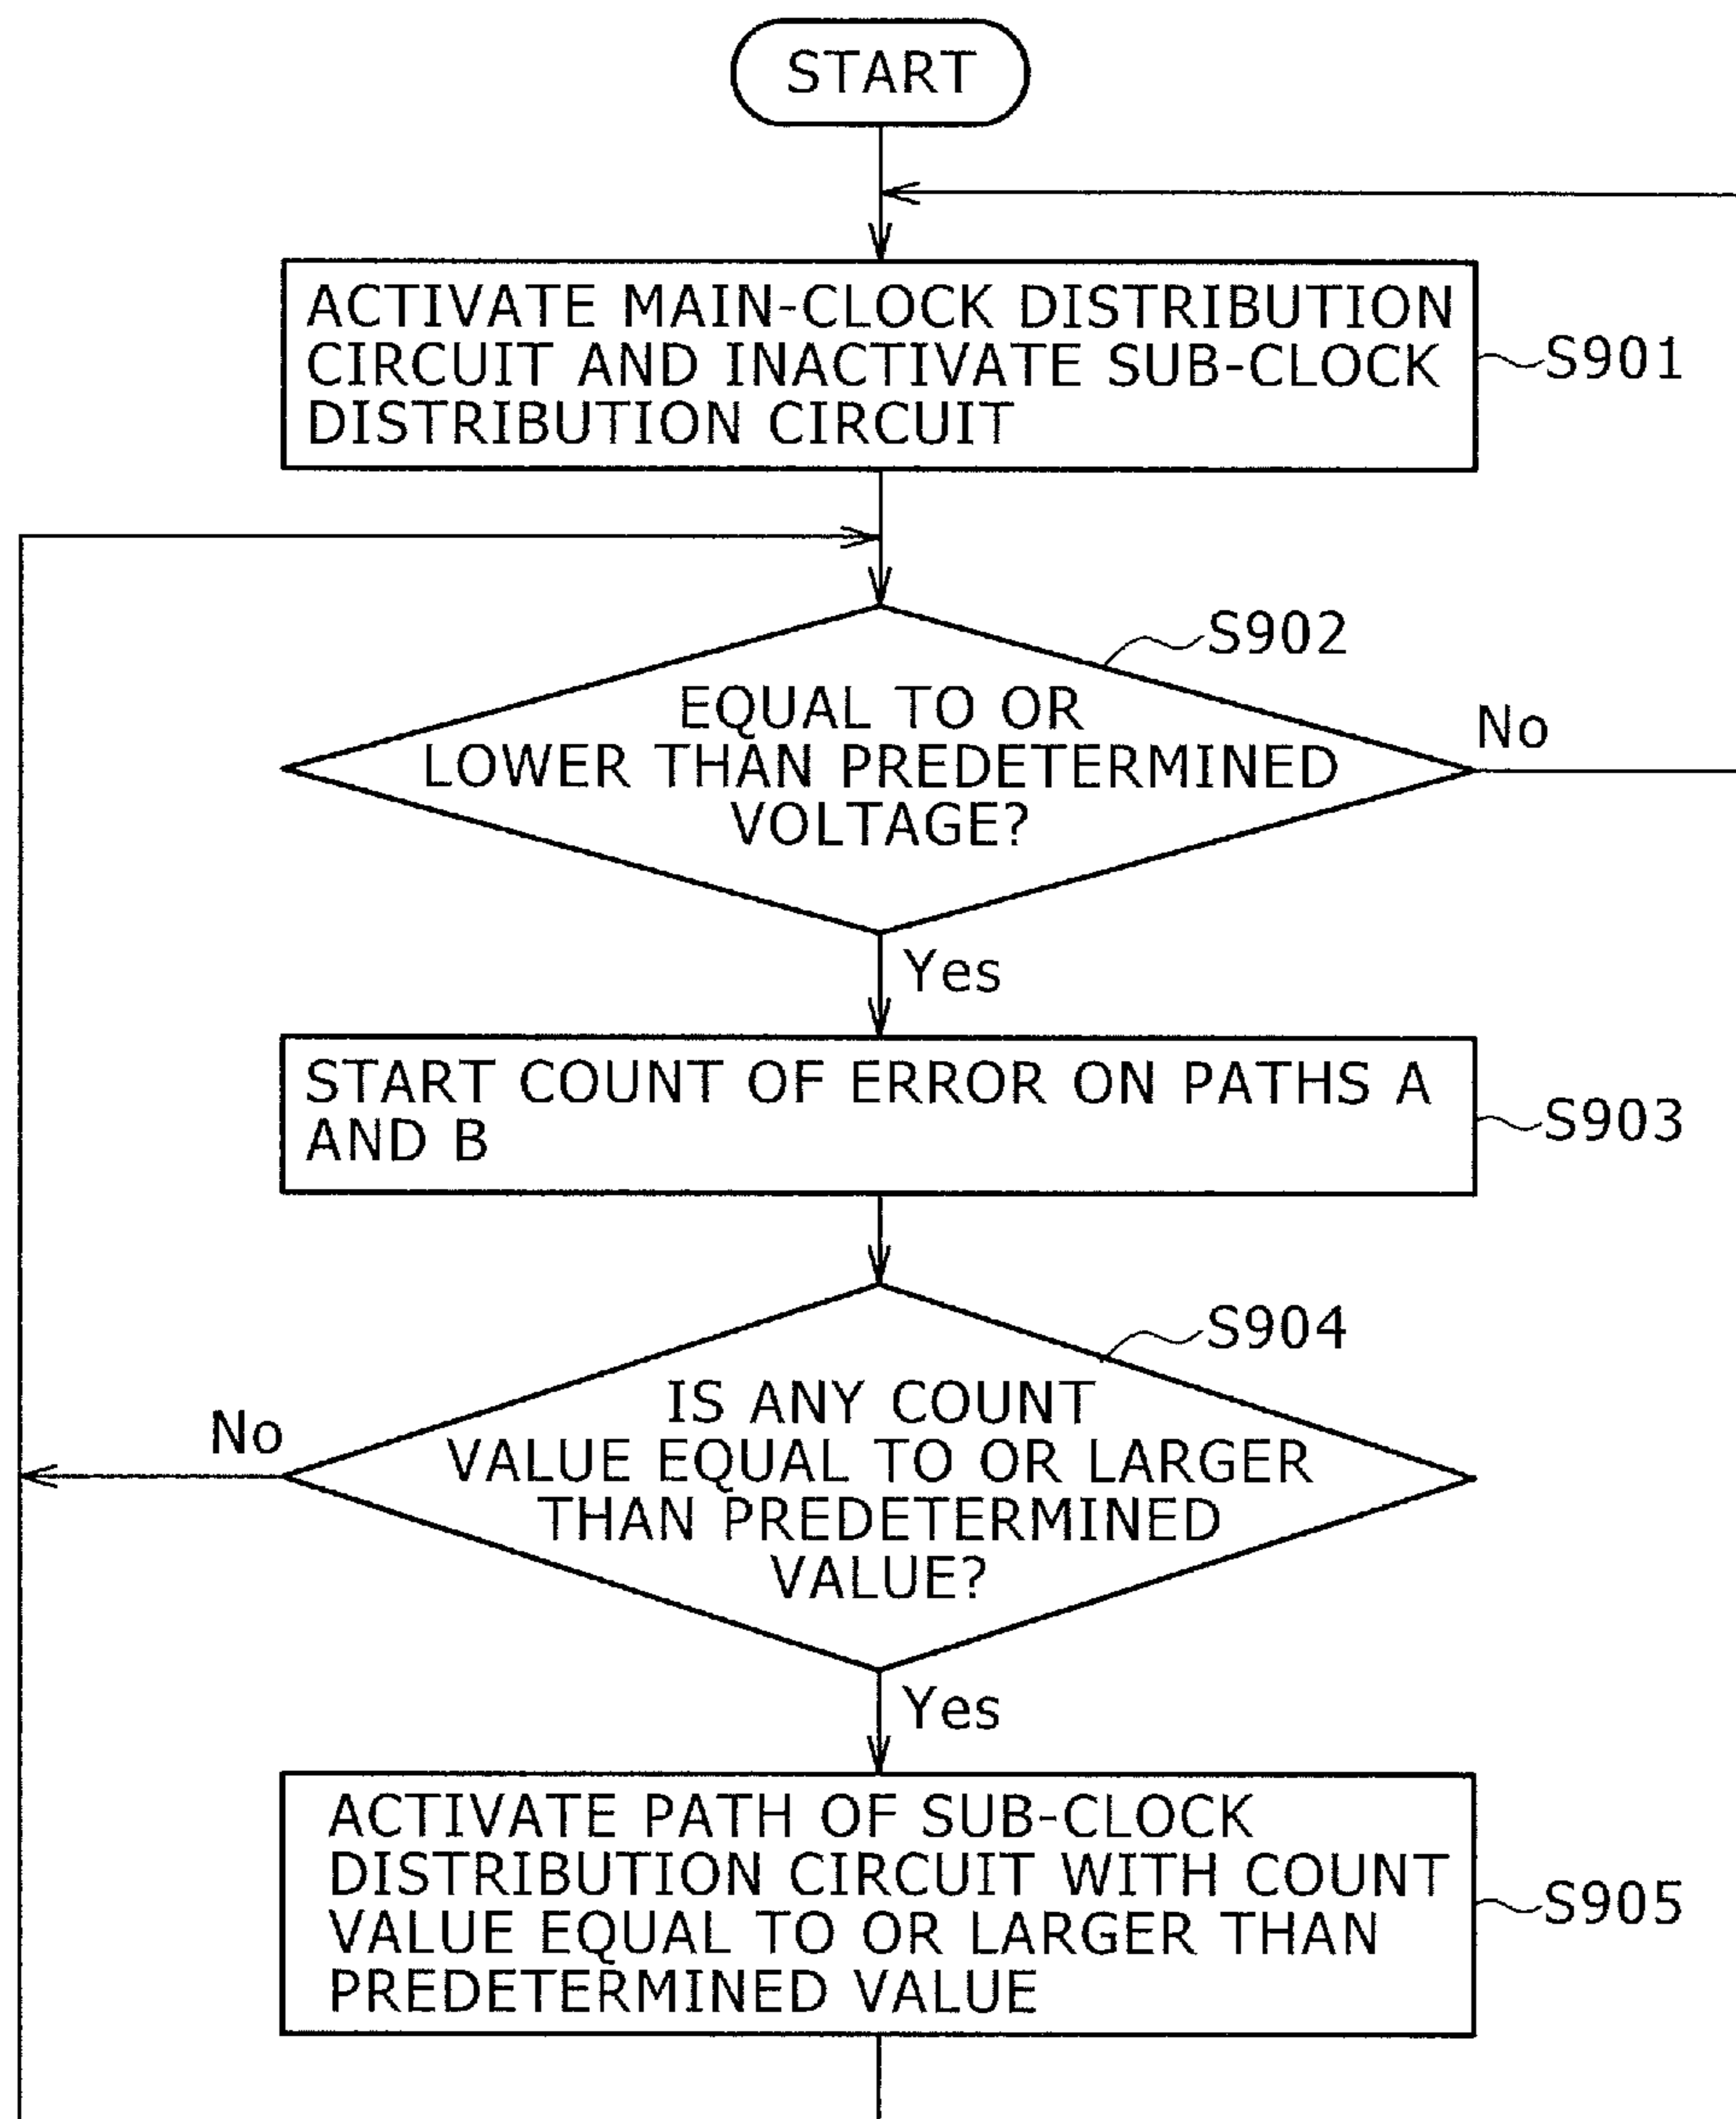 START
ACTIVATE MAIN-CLOCK DISTRIBUTION
CIRCUIT AND INACTIVATE SUB-CLOCK
DISTRIBUTION CIRCUIT
S901
S902
EQUAL TO OR
LOWER THAN PREDETERMINED
VOLTAGE?
No
Yes
START COUNT OF ERROR ON PATHS A
AND B
S903
S904
IS ANY COUNT
VALUE EQUAL TO OR LARGER
THAN PREDETERMINED
VALUE?
No
Yes
ACTIVATE PATH OF SUB-CLOCK
DISTRIBUTION CIRCUIT WITH COUNT
VALUE EQUAL TO OR LARGER THAN
PREDETERMINED VALUE
S905